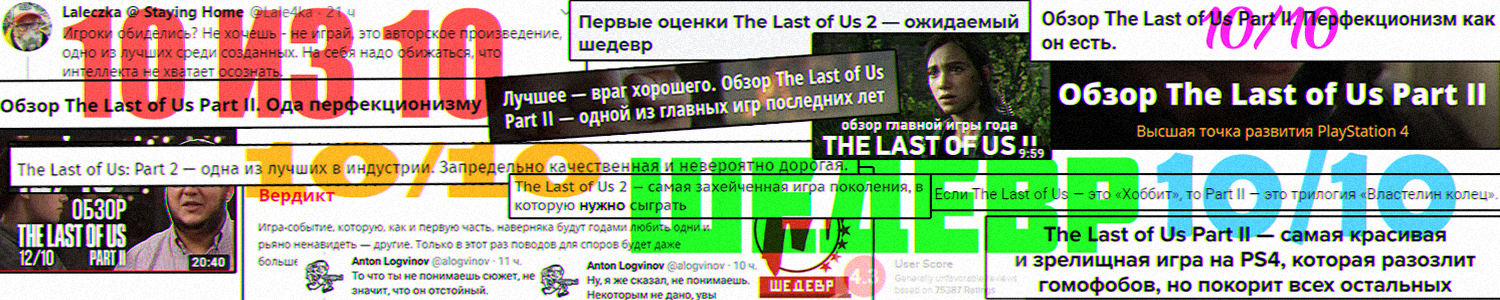 Laleczka @ Staying Home @Lale4ka · 21 ч
Игроки обиделись? Не хочешь - не играй, это авторское произведение,
одно из лучших среди созданных. На себя надо обижаться, что
интеллекта не хватает осознать.
10 ИЗ 10
Первые оценки The Last of Us 2 — ожидаемый
шедевр
Обзор The Last of Us Part II. Перфекционизм как
он есть.
10/10
Обзор The Last of Us Part II. Ода перфекционизму
Лучшее — враг хорошего. Обзор The Last of Us
Part II — одной из главных игр последних лет
обзор главной игры года
THE LAST OF US II
9:59
Обзор The Last of Us Part II
Высшая точка развития PlayStation 4
The Last of Us: Part 2 — одна из лучших в индустрии. Запредельно качественная и невероятно дорогая.
10/10
The Last of Us 2 — самая захейченная игра поколения, в
которую нужно сыграть
Если The Last of Us — это «Хоббит», то Part II — это трилогия «Властелин колец».
ШЕДЕВР
10/10
12/10
ОБЗОР
THE LAST OF US
12/10 PART II
20:40
Вердикт
Игра-событие, которую, как и первую часть, наверняка будут годами любить одни и
рьяно ненавидеть — другие. Только в этот раз поводов для споров будет даже
больше
Anton Logvinov @alogvinov · 11 ч.
То что ты не понимаешь сюжет, не
значит, что он отстойный.
Anton Logvinov @alogvinov · 10 ч.
Ну, я же сказал, не понимаешь.
Некоторым не дано, увы
ШЕДЕВР
4.3
User Score
Generally unfavorable reviews
based on 75387 Ratings
The Last of Us Part II — самая красивая
и зрелищная игра на PS4, которая разозлит
гомофобов, но покорит всех остальных